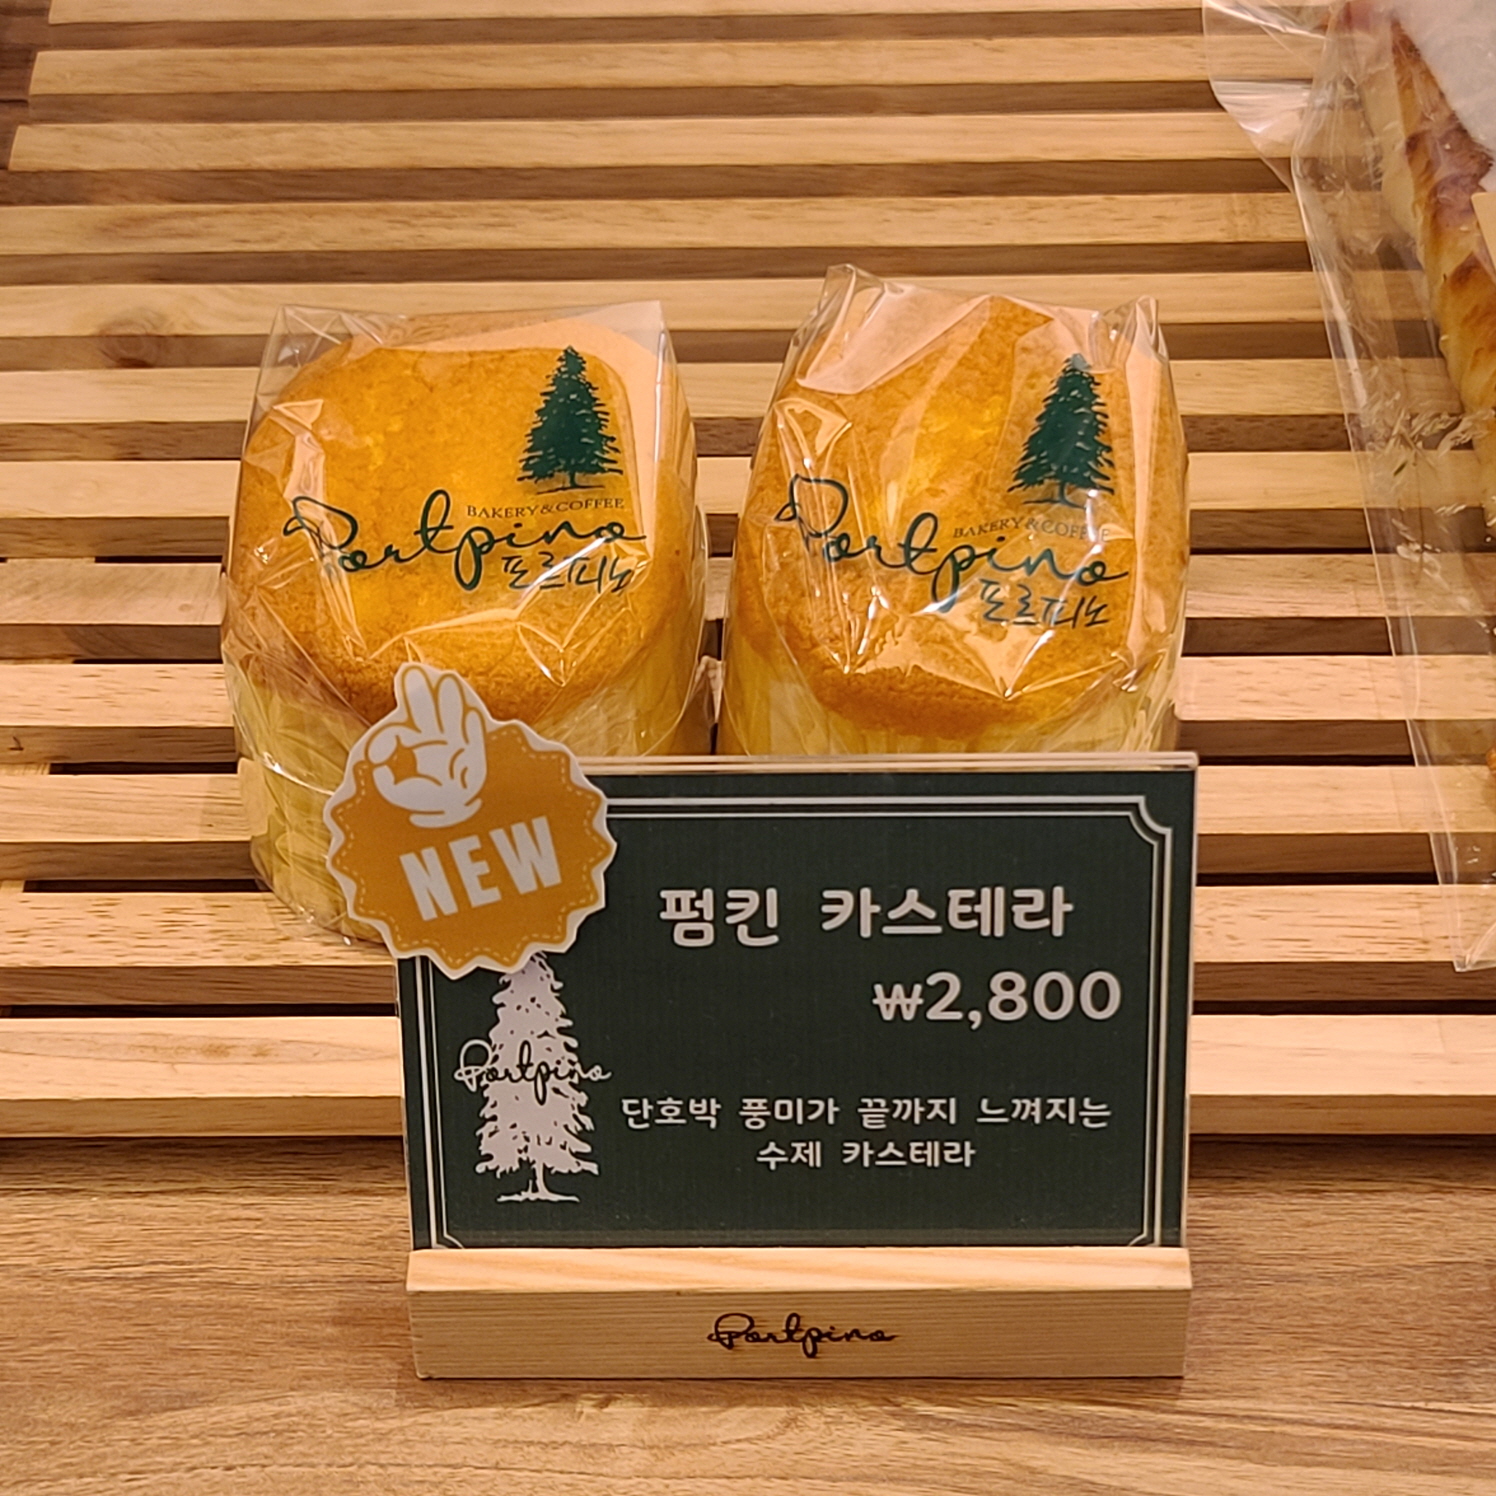 BAKERY&COFFEE
Portpino
포르피노
BAKERY&COFFEE
Portpino
포르피노
NEW
펌킨 카스테라
₩2,800
Portpino
단호박 풍미가 끝까지 느껴지는
수제 카스테라
Portpino